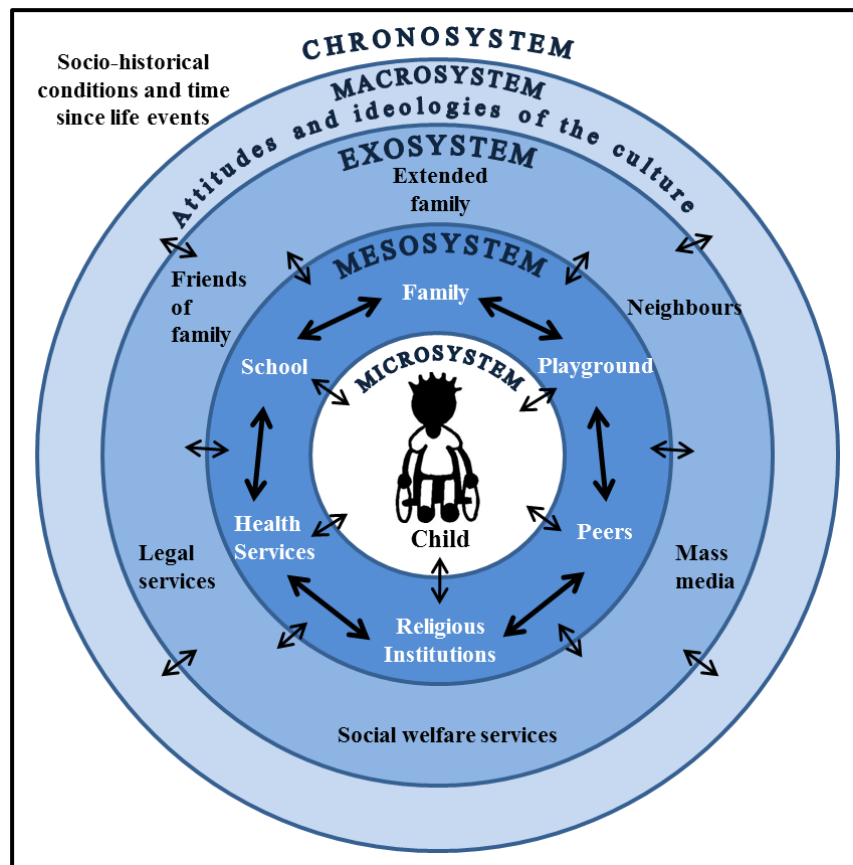 CHRONOSYSTEM
Socio-historical
conditions and time
since life events
MACROSYSTEM
Attitudes and ideologies of the culture
EXOSYSTEM
Extended
family
Friends
of
family
Neighbours
MESOSYSTEM
Family
School
Playground
MICROSYSTEM
Child
Health
Services
Peers
Legal
services
Mass
media
Religious
Institutions
Social welfare services